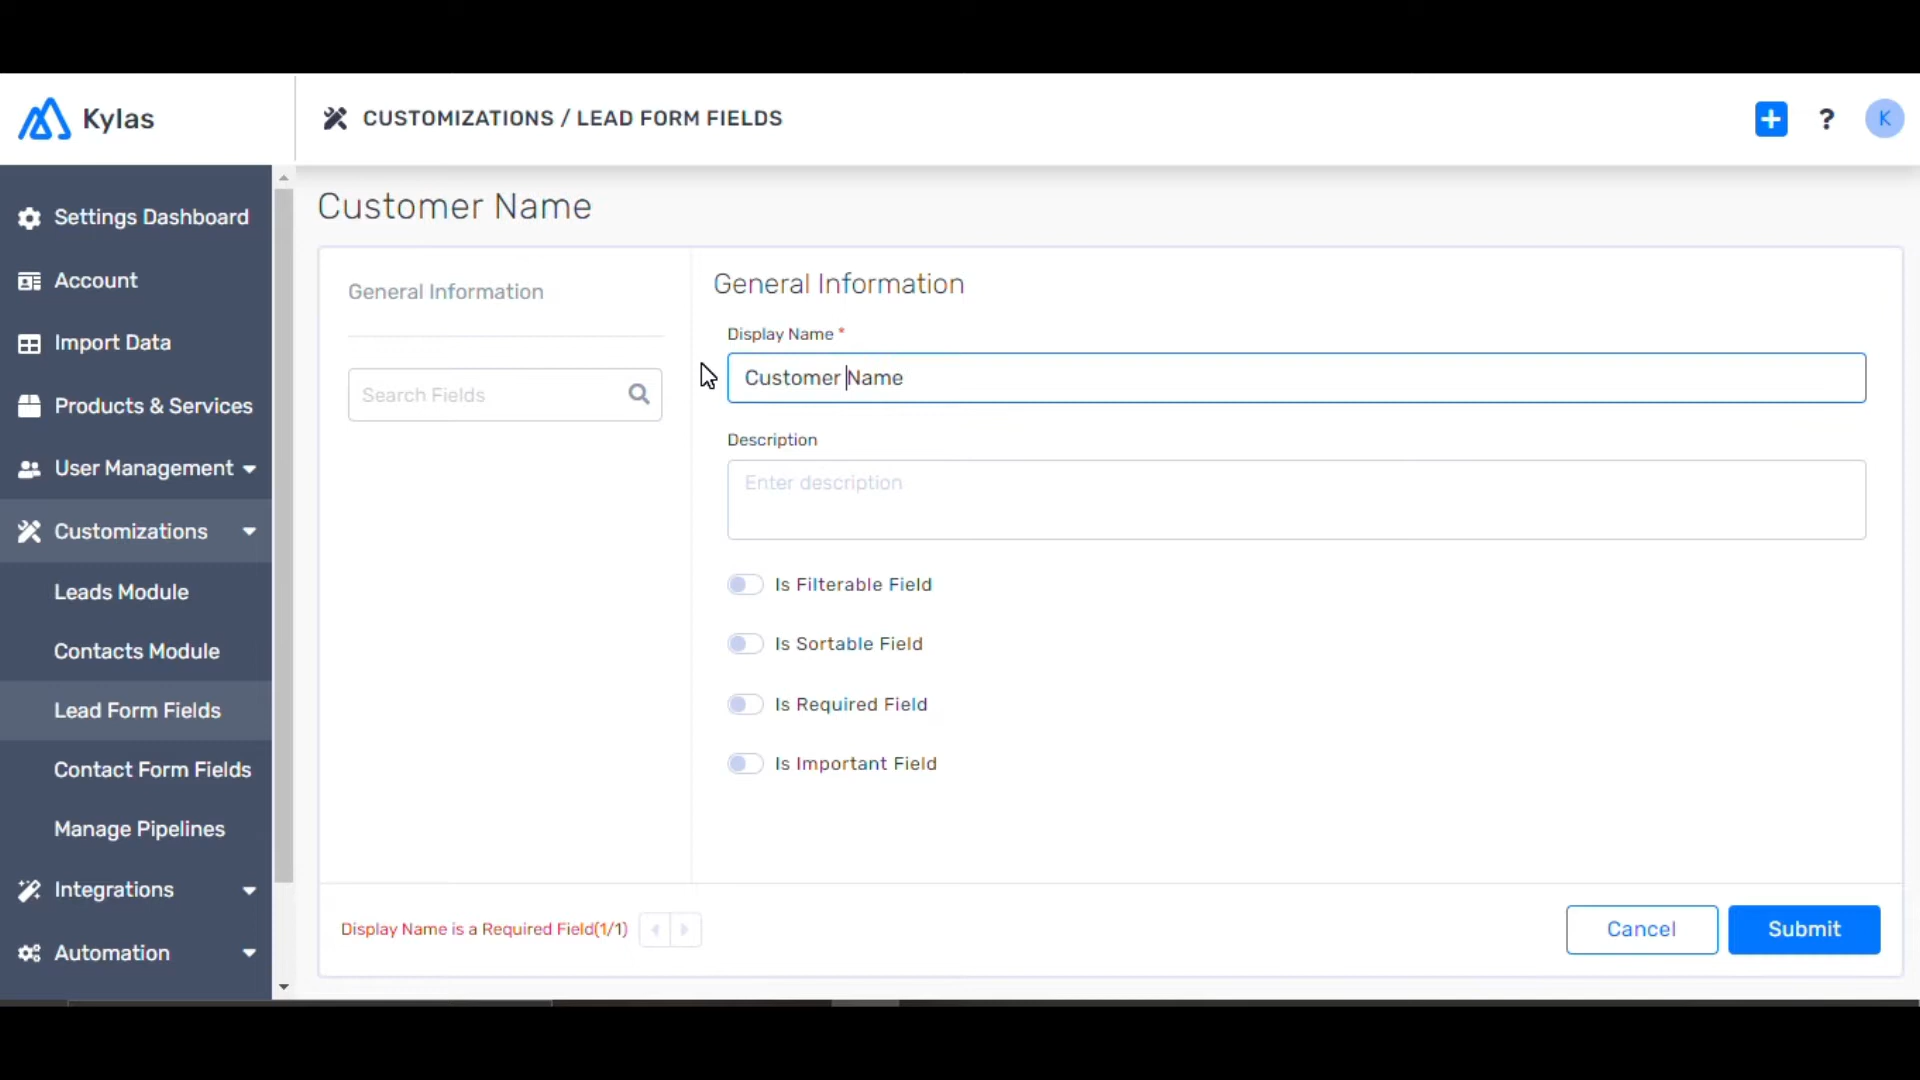 Kylas
CUSTOMIZATIONS / LEAD FORM FIELDS
?
K
Settings Dashboard
Account
Import Data
Products & Services
User Management
Customizations
Leads Module
Contacts Module
Lead Form Fields
Contact Form Fields
Manage Pipelines
Integrations
Automation
Customer Name
General Information
Search Fields
General Information
Display Name *
Customer Name
Description
Enter description
Is Filterable Field
Is Sortable Field
Is Required Field
Is Important Field
Display Name is a Required Field(1/1)
Cancel
Submit